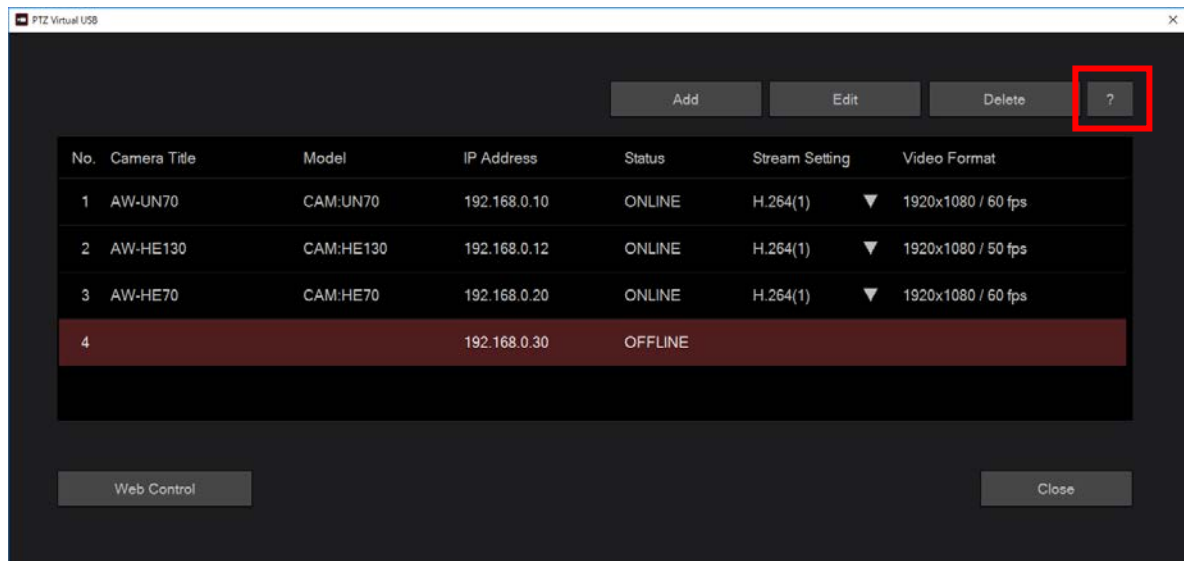 PTZ Virtual USB
Add Edit Delete ?
No. Camera Title Model IP Address Status Stream Setting Video Format
1 AW-UN70 CAM:UN70 192.168.0.10 ONLINE H.264(1) ▼ 1920x1080 / 60 fps
2 AW-HE130 CAM:HE130 192.168.0.12 ONLINE H.264(1) ▼ 1920x1080 / 50 fps
3 AW-HE70 CAM:HE70 192.168.0.20 ONLINE H.264(1) ▼ 1920x1080 / 60 fps
4 192.168.0.30 OFFLINE
Web Control Close